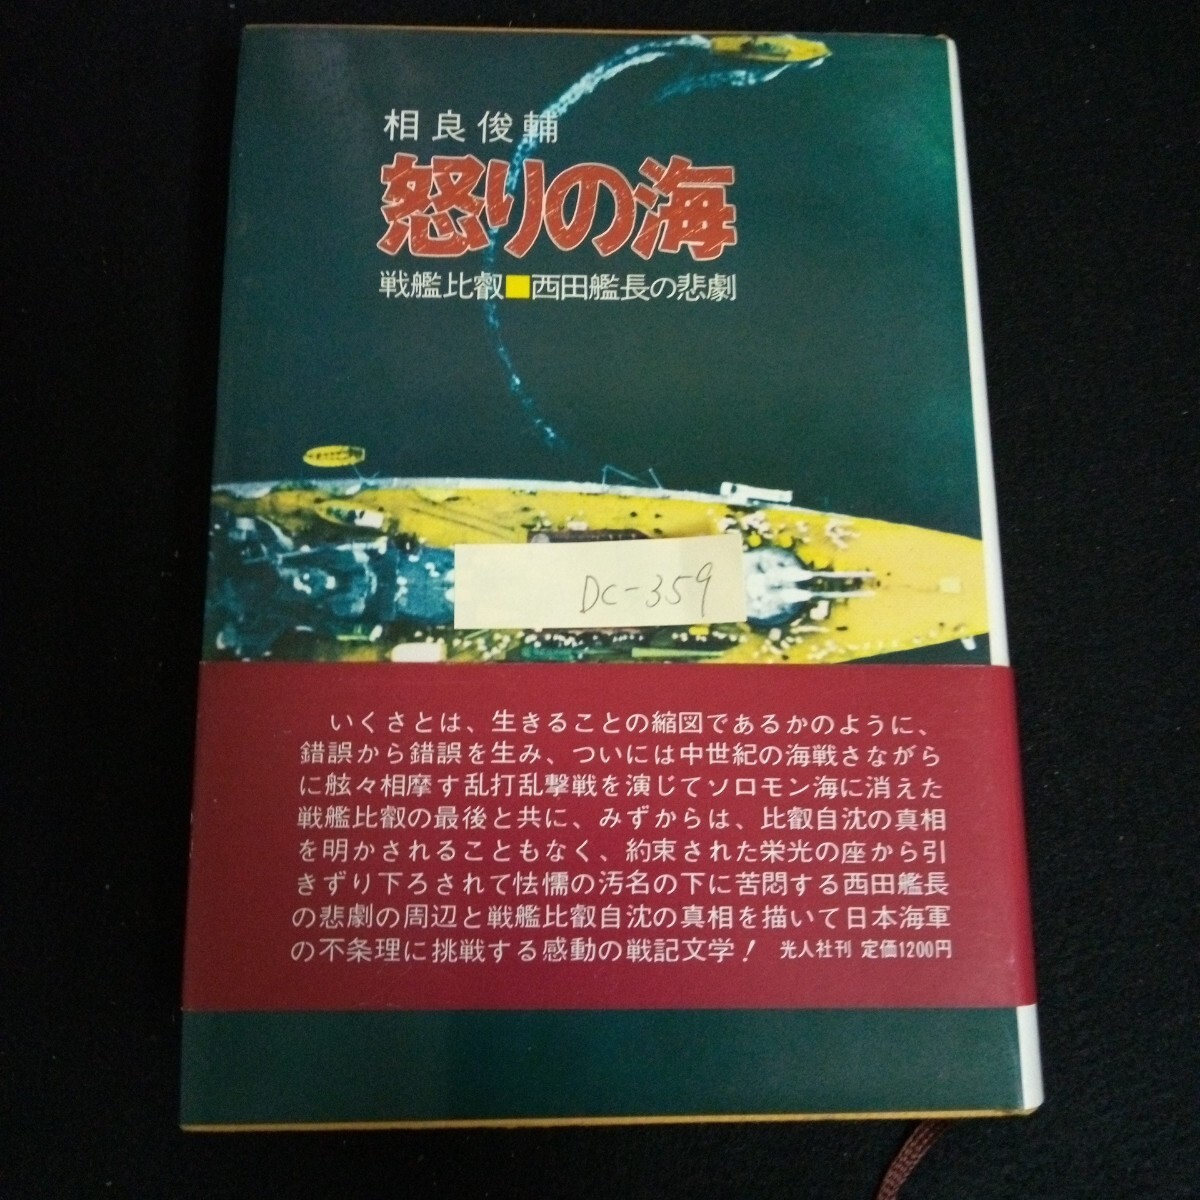 相良俊輔
怒りの海
戦艦比叡■西田艦長の悲劇
DC-359
いくさとは、生きることの縮図であるかのように、
錯誤から錯誤を生み、ついには中世紀の海戦さながら
に舷々相摩す乱打乱撃戦を演じてソロモン海に消えた
戦艦比叡の最後と共に、みずからは、比叡自沈の真相
を明かされることもなく、約束された栄光の座から引
きずり下ろされて怯懦の汚名の下に苦悶する西田艦長
の悲劇の周辺と戦艦比叡自沈の真相を描いて日本海軍
の不条理に挑戦する感動の戦記文学! 光人社刊 定価1200円